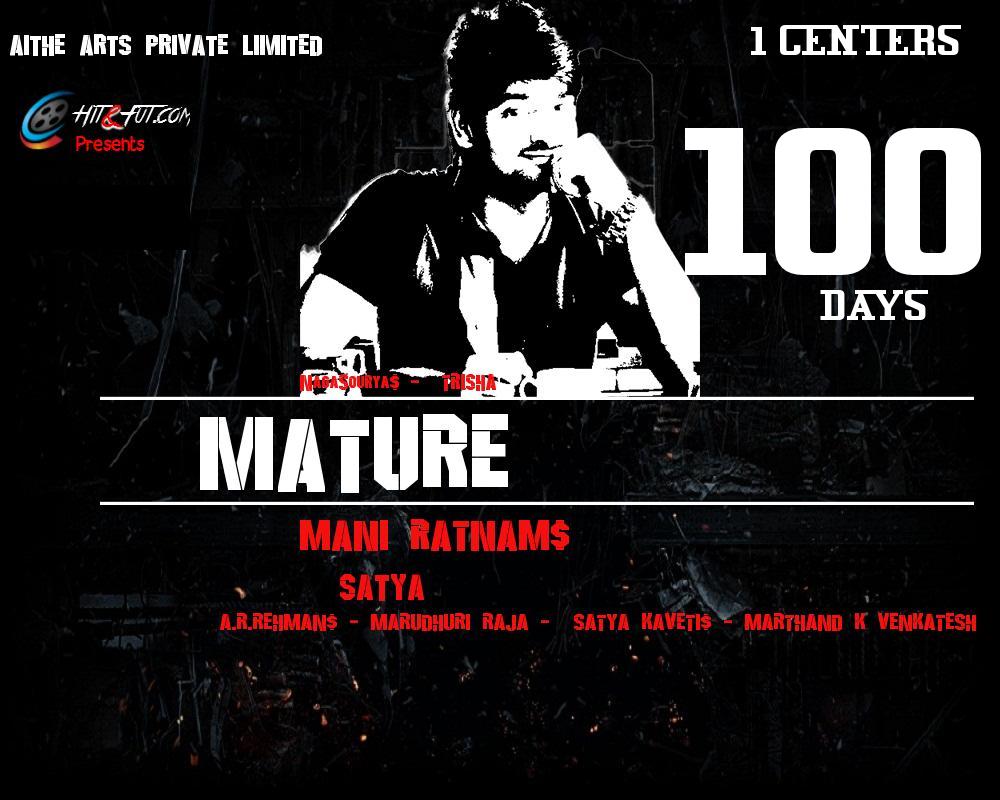 AITHE ARTS PRIVATE LIIMITED
1 CENTERS
HIT&FUT.COM
Presents
100
DAYS
NAGASOURYA$ - TRISHA
MATURE
MANI RATNAM$
SATYA
A.R.REHMAN$ - MARUDHURI RAJA - SATYA KAVETI$ - MARTHAND K VENKATESH